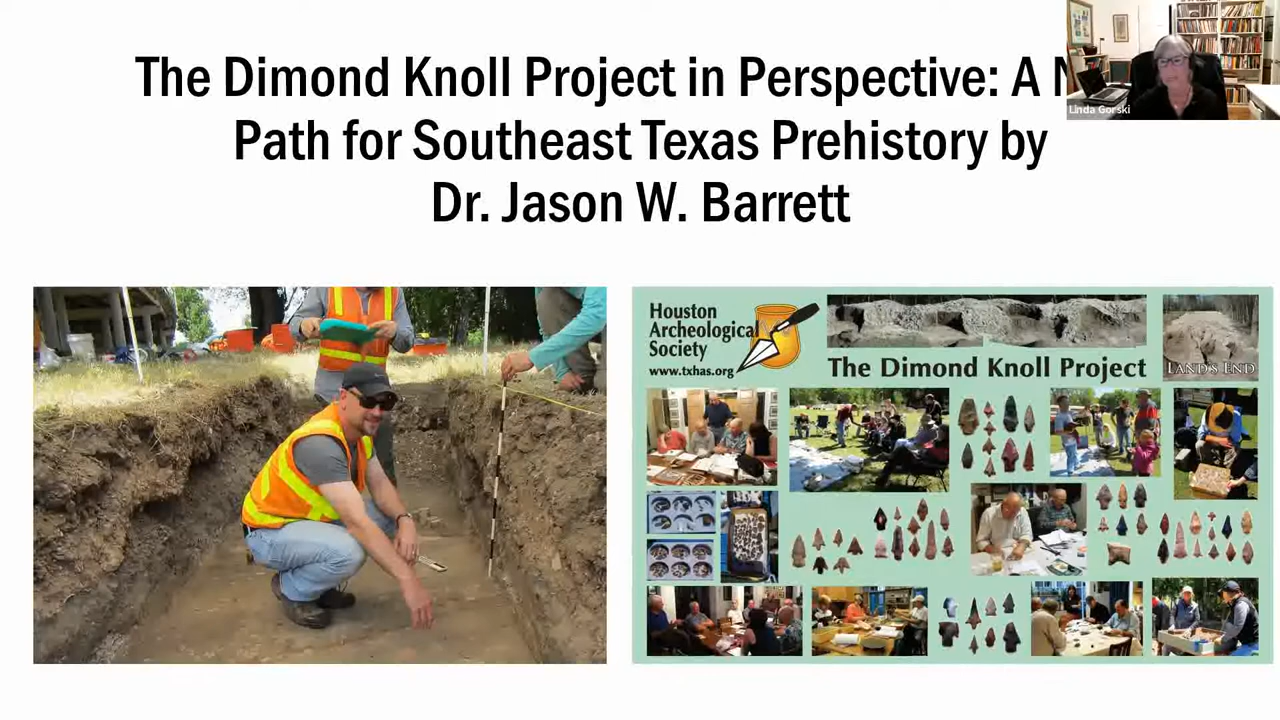 The Dimond Knoll Project in Perspective: A
Path for Southeast Texas Prehistory by
Dr. Jason W. Barrett
Linda Gorski
Houston
Archeological
Society
www.txhas.org
The Dimond Knoll Project
LAND'S END